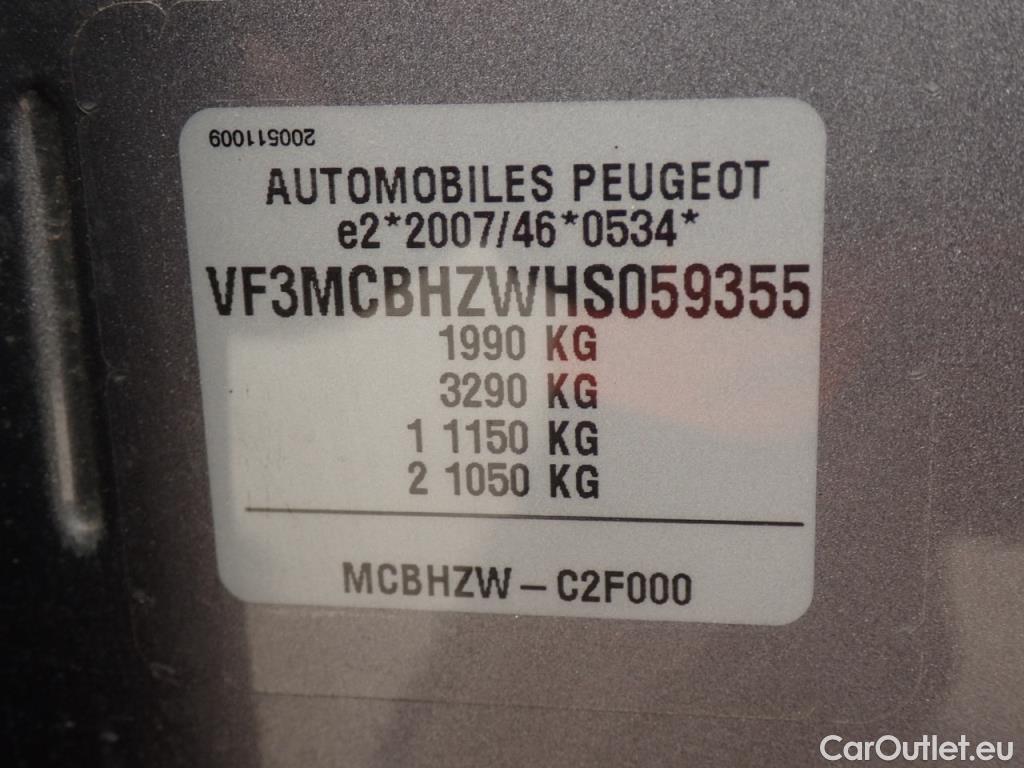 200511009
AUTOMOBILES PEUGEOT
e2*2007/46*0534*
VF3MCBHZWHS059355
1990 KG
3290 KG
1 1150 KG
2 1050 KG
MCBHZW – C2F000
CarOutlet.eu